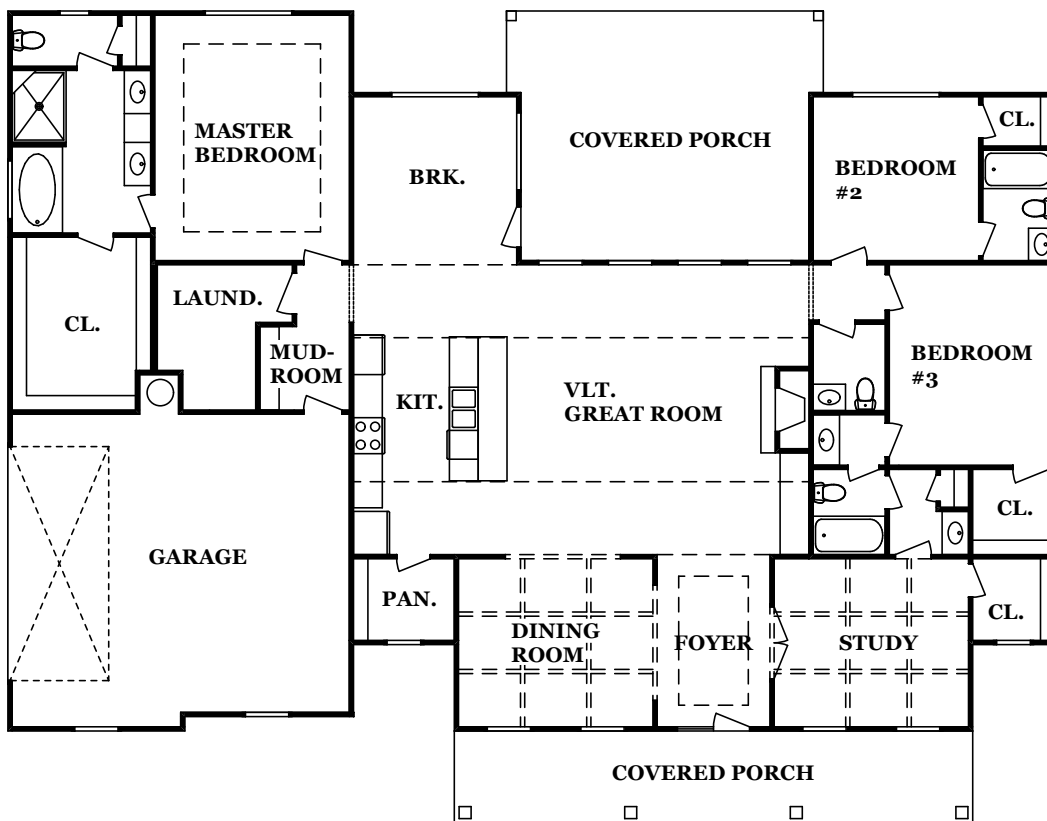 MASTER
BEDROOM
BRK.
COVERED PORCH
BEDROOM
#2
CL.
LAUND.
CL.
MUD-
ROOM
KIT.
VLT.
GREAT ROOM
BEDROOM
#3
CL.
GARAGE
PAN.
DINING
ROOM
FOYER
STUDY
CL.
COVERED PORCH